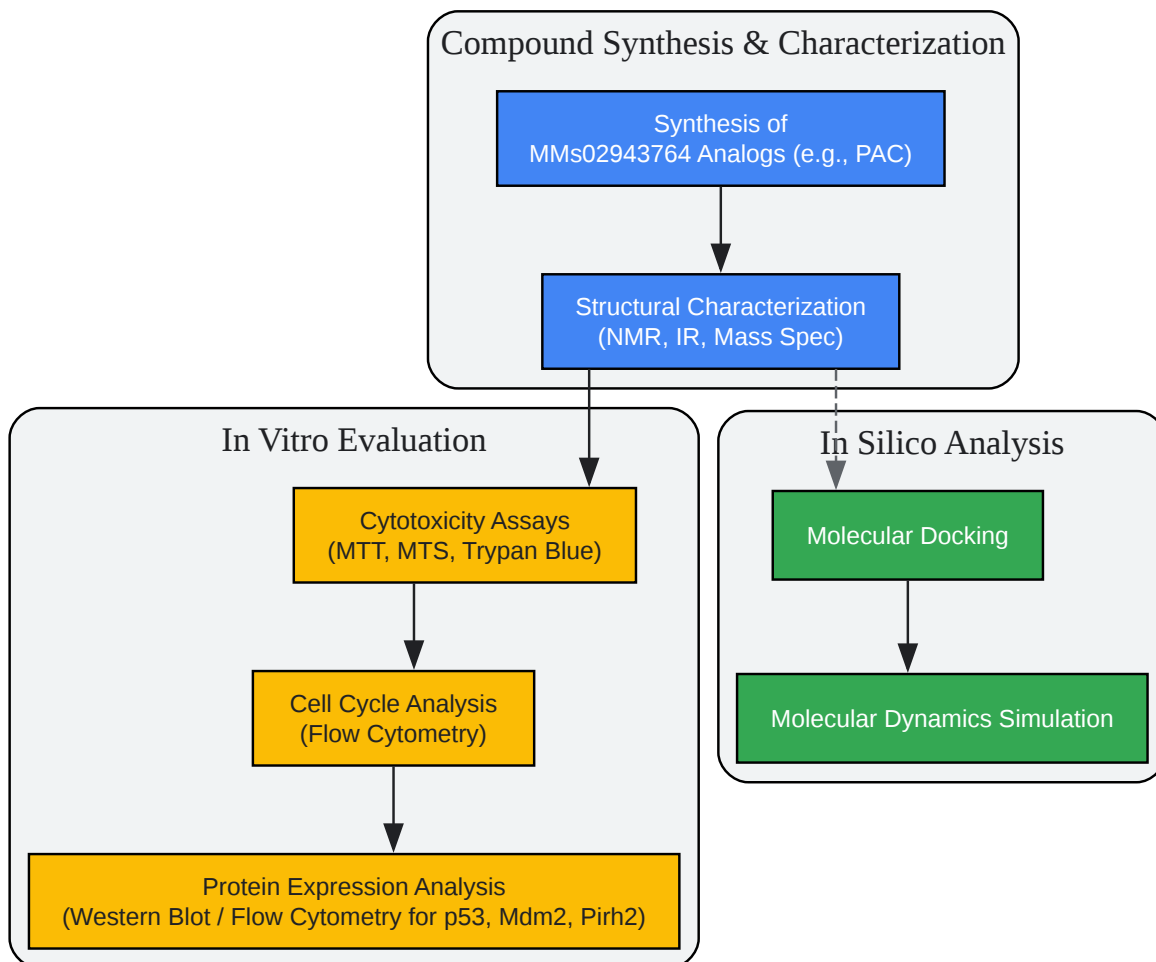 Compound Synthesis & Characterization
Synthesis of
MMs02943764 Analogs (e.g., PAC)
Structural Characterization
(NMR, IR, Mass Spec)
In Vitro Evaluation
Cytotoxicity Assays
(MTT, MTS, Trypan Blue)
Cell Cycle Analysis
(Flow Cytometry)
Protein Expression Analysis
(Western Blot / Flow Cytometry for p53, Mdm2, Pirh2)
In Silico Analysis
Molecular Docking
Molecular Dynamics Simulation